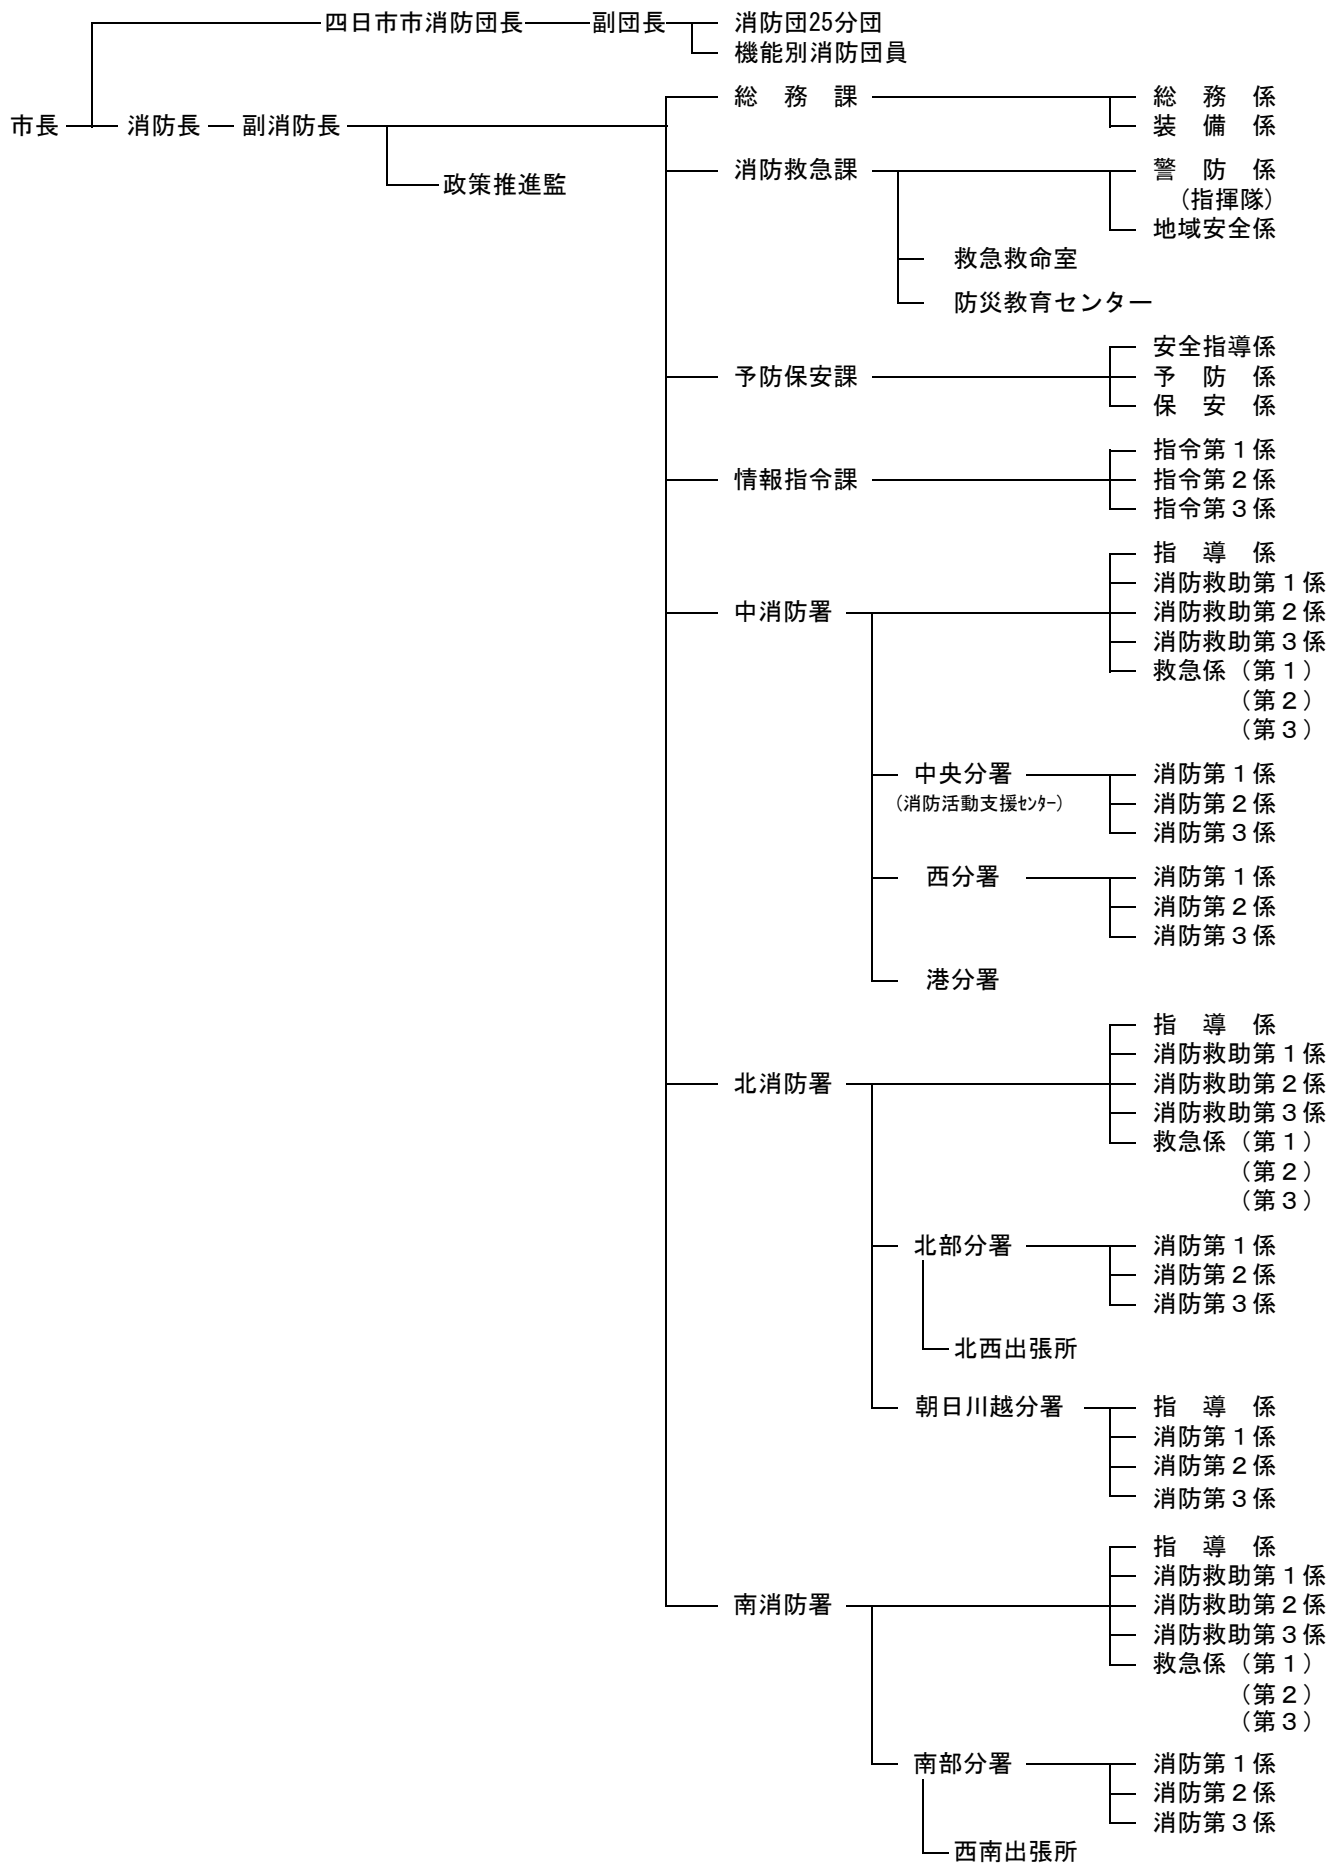 四日市市消防団長 副団長 消防団25分団
機能別消防団員
総　務　課 総　務　係
市長 消防長 副消防長 装　備　係
消防救急課 警　防　係
政策推進監
（指揮隊）
地域安全係
救急救命室
防災教育センター
安全指導係
予防保安課 予　防　係
保　安　係
指令第１係
情報指令課 指令第２係
指令第３係
指　導　係
消防救助第１係
中消防署 消防救助第２係
消防救助第３係
救急係（第１）
（第２）
（第３）
中央分署 消防第１係
（消防活動支援ｾﾝﾀｰ） 消防第２係
消防第３係
西分署 消防第１係
消防第２係
消防第３係
港分署
指　導　係
消防救助第１係
北消防署 消防救助第２係
消防救助第３係
救急係（第１）
（第２）
（第３）
北部分署 消防第１係
消防第２係
消防第３係
北西出張所
朝日川越分署 指　導　係
消防第１係
消防第２係
消防第３係
指　導　係
消防救助第１係
南消防署 消防救助第２係
消防救助第３係
救急係（第１）
（第２）
（第３）
南部分署 消防第１係
消防第２係
消防第３係
西南出張所